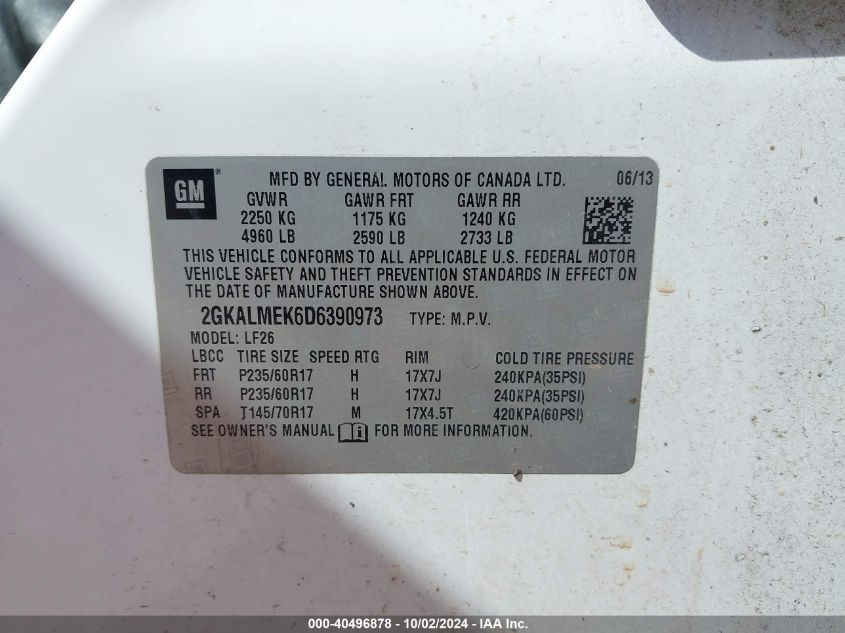 GM
MFD BY GENERAL MOTORS OF CANADA LTD. 06/13
GVWR GAWR FRT GAWR RR
2250 KG 1175 KG 1240 KG
4960 LB 2590 LB 2733 LB
THIS VEHICLE CONFORMS TO ALL APPLICABLE U.S. FEDERAL MOTOR
VEHICLE SAFETY AND THEFT PREVENTION STANDARDS IN EFFECT ON
THE DATE OF MANUFACTURE SHOWN ABOVE.
2GKALMEK6D6390973 TYPE: M.P.V.
MODEL: LF26
LBCC TIRE SIZE SPEED RTG RIM COLD TIRE PRESSURE
FRT P235/60R17 H 17X7J 240KPA(35PSI)
RR P235/60R17 H 17X7J 240KPA(35PSI)
SPA T145/70R17 M 17X4.5T 420KPA(60PSI)
SEE OWNER'S MANUAL FOR MORE INFORMATION.
000-40496878 - 10/02/2024 - IAA Inc.